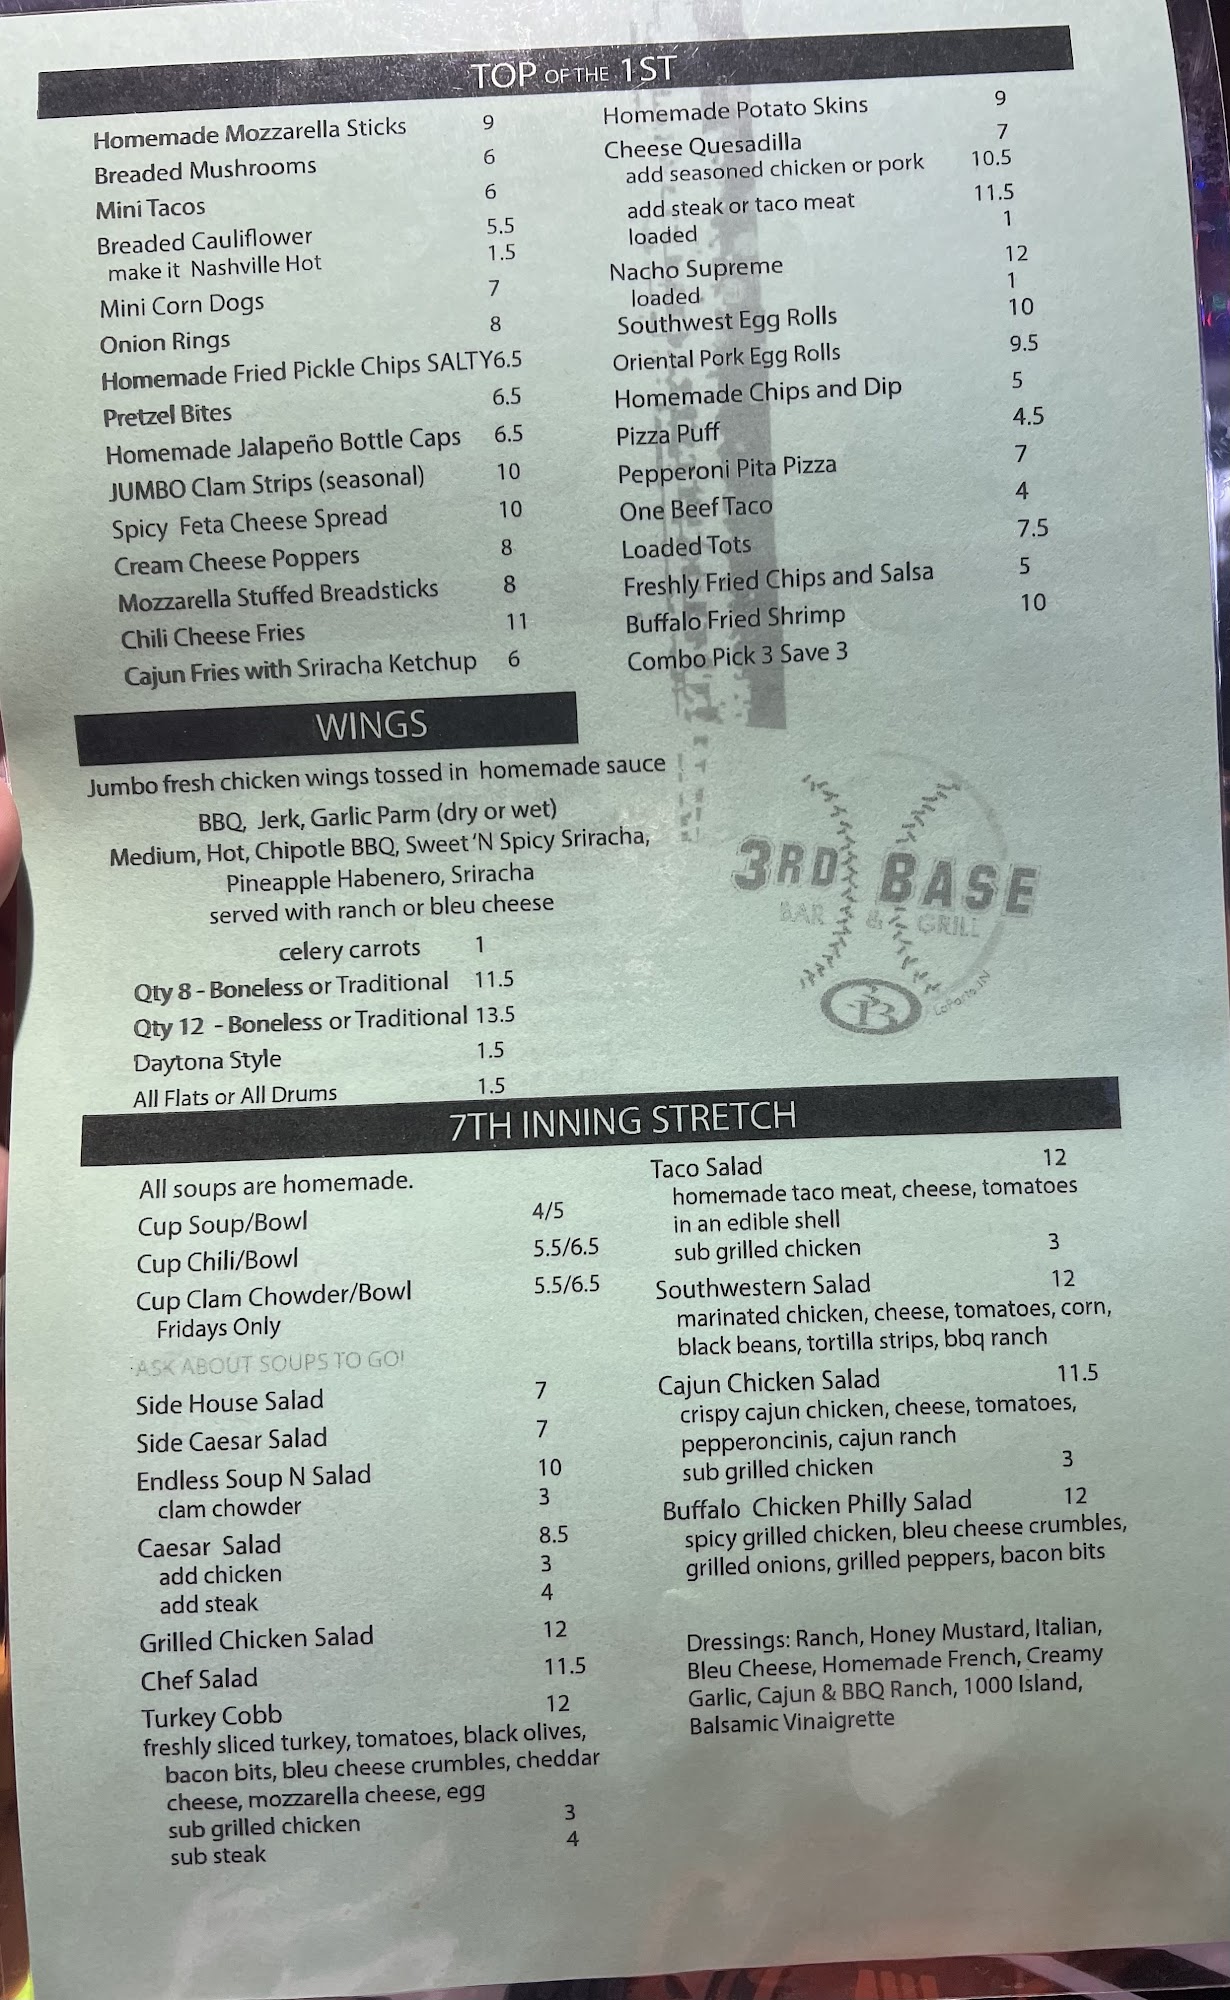 TOP OF THE 1ST
Homemade Mozzarella Sticks 9
Breaded Mushrooms 6
Mini Tacos 6
Breaded Cauliflower 5.5
make it Nashville Hot 1.5
Mini Corn Dogs 7
Onion Rings 8
Homemade Fried Pickle Chips SALTY 6.5
Pretzel Bites 6.5
Homemade Jalapeño Bottle Caps 6.5
JUMBO Clam Strips (seasonal) 10
Spicy Feta Cheese Spread 10
Cream Cheese Poppers 8
Mozzarella Stuffed Breadsticks 8
Chili Cheese Fries 11
Cajun Fries with Sriracha Ketchup 6
Homemade Potato Skins 9
Cheese Quesadilla 7
add seasoned chicken or pork 10.5
add steak or taco meat 11.5
loaded 1
Nacho Supreme 12
loaded 1
Southwest Egg Rolls 10
Oriental Pork Egg Rolls 9.5
Homemade Chips and Dip 5
Pizza Puff 4.5
Pepperoni Pita Pizza 7
One Beef Taco 4
Loaded Tots 7.5
Freshly Fried Chips and Salsa 5
Buffalo Fried Shrimp 10
Combo Pick 3 Save 3
WINGS
Jumbo fresh chicken wings tossed in homemade sauce
BBQ, Jerk, Garlic Parm (dry or wet)
Medium, Hot, Chipotle BBQ, Sweet 'N Spicy Sriracha,
Pineapple Habenero, Sriracha
served with ranch or bleu cheese
celery carrots 1
Qty 8 - Boneless or Traditional 11.5
Qty 12 - Boneless or Traditional 13.5
Daytona Style 1.5
All Flats or All Drums 1.5
3RD BASE
BAR & GRILL
3B
LaPorte, IN
7TH INNING STRETCH
All soups are homemade.
Cup Soup/Bowl 4/5
Cup Chili/Bowl 5.5/6.5
Cup Clam Chowder/Bowl 5.5/6.5
Fridays Only
ASK ABOUT SOUPS TO GO!
Side House Salad 7
Side Caesar Salad 7
Endless Soup N Salad 10
clam chowder 3
Caesar Salad 8.5
add chicken 3
add steak 4
Grilled Chicken Salad 12
Chef Salad 11.5
Turkey Cobb 12
freshly sliced turkey, tomatoes, black olives,
bacon bits, bleu cheese crumbles, cheddar
cheese, mozzarella cheese, egg
sub grilled chicken 3
sub steak 4
Taco Salad 12
homemade taco meat, cheese, tomatoes
in an edible shell
sub grilled chicken 3
Southwestern Salad 12
marinated chicken, cheese, tomatoes, corn,
black beans, tortilla strips, bbq ranch
Cajun Chicken Salad 11.5
crispy cajun chicken, cheese, tomatoes,
pepperoncinis, cajun ranch
sub grilled chicken 3
Buffalo Chicken Philly Salad 12
spicy grilled chicken, bleu cheese crumbles,
grilled onions, grilled peppers, bacon bits
Dressings: Ranch, Honey Mustard, Italian,
Bleu Cheese, Homemade French, Creamy
Garlic, Cajun & BBQ Ranch, 1000 Island,
Balsamic Vinaigrette